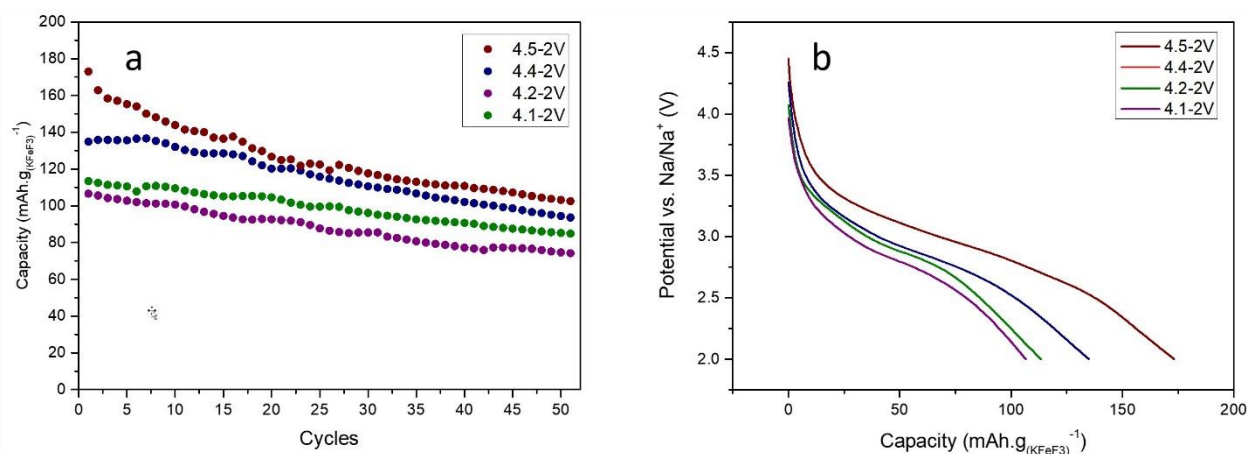 a
200
180
160
140
120
100
80
60
40
20
0
Capacity (mAh.g(KFeF3)⁻¹)
4.5-2V
4.4-2V
4.2-2V
4.1-2V
0 5 10 15 20 25 30 35 40 45 50
Cycles
b
4.5
4.0
3.5
3.0
2.5
2.0
Potential vs. Na/Na⁺ (V)
4.5-2V
4.4-2V
4.2-2V
4.1-2V
0 50 100 150 200
Capacity (mAh.g(KFeF3)⁻¹)